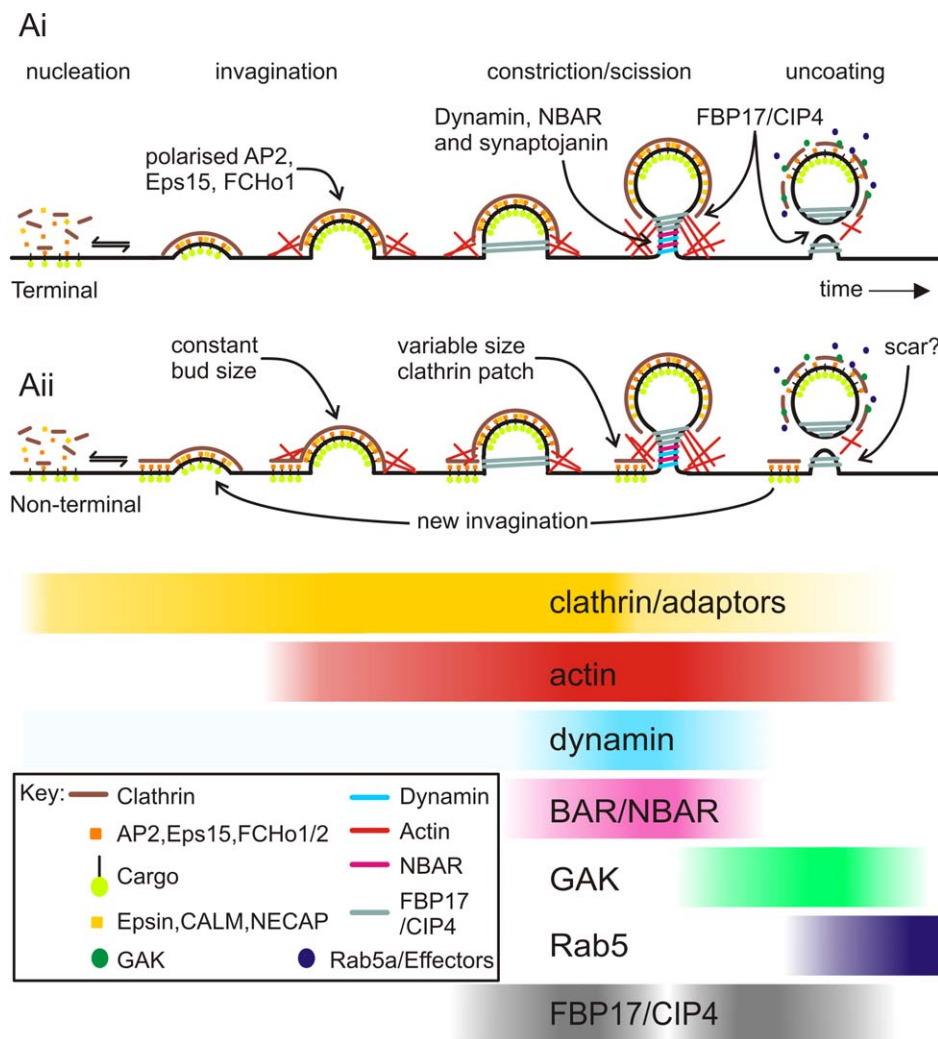 Ai
nucleation invagination constriction/scission uncoating
Dynamin, NBAR
and synaptojanin
FBP17/CIP4
polarised AP2,
Eps15, FCHo1
Terminal
time
Aii
constant
bud size
variable size
clathrin patch
scar?
Non-terminal
new invagination
clathrin/adaptors
actin
dynamin
BAR/NBAR
GAK
Rab5
FBP17/CIP4
Key:
Clathrin
AP2,Eps15,FCHo1/2
Cargo
Epsin,CALM,NECAP
GAK
Dynamin
Actin
NBAR
FBP17
/CIP4
Rab5a/Effectors